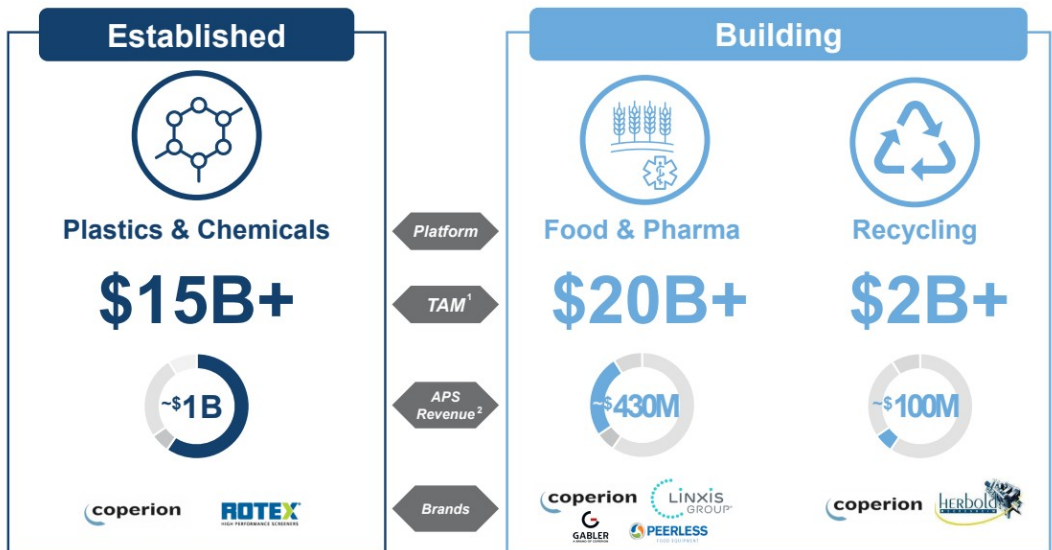 Established
Building
Plastics & Chemicals
Platform
Food & Pharma
Recycling
$15B+
TAM1
$20B+
$2B+
~$1B
APS
Revenue2
~$430M
~$100M
coperion
ROTEX
HIGH PERFORMANCE SCREENERS
Brands
coperion
LINXIS
GROUP
GABLER
PEERLESS
FOOD EQUIPMENT
coperion
HERBOLD